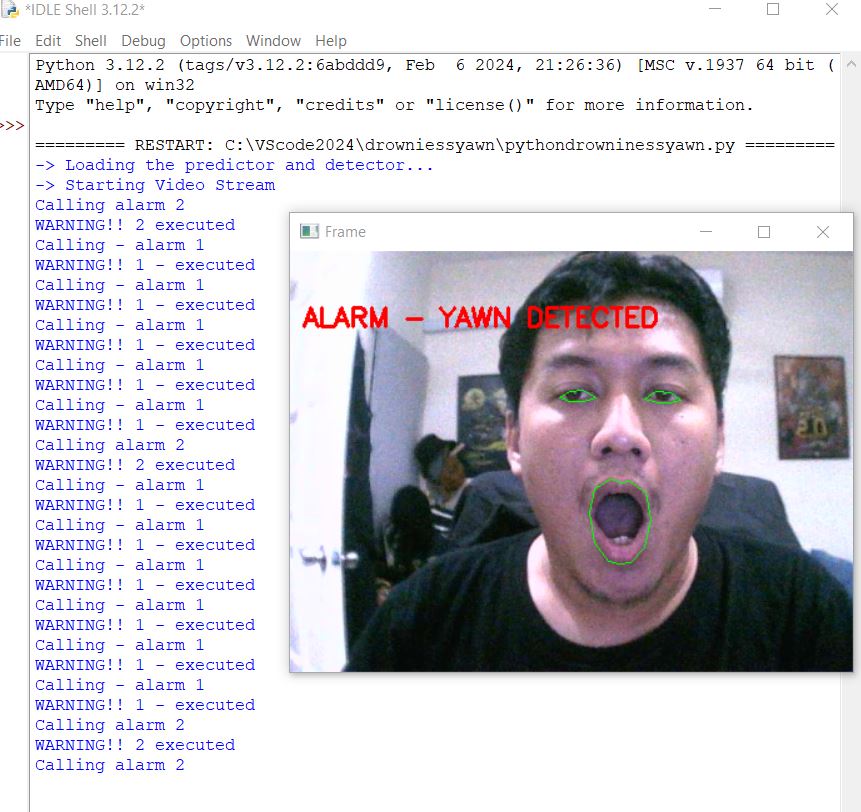 *IDLE Shell 3.12.2*
File Edit Shell Debug Options Window Help
Python 3.12.2 (tags/v3.12.2:6abddd9, Feb  6 2024, 21:26:36) [MSC v.1937 64 bit (
AMD64)] on win32
Type "help", "copyright", "credits" or "license()" for more information.
>>>
========= RESTART: C:\VScode2024\drowniessyawn\pythondrowninessyawn.py =========
-> Loading the predictor and detector...
-> Starting Video Stream
Calling alarm 2
WARNING!! 2 executed
Calling - alarm 1
WARNING!! 1 - executed
Calling - alarm 1
WARNING!! 1 - executed
Calling - alarm 1
WARNING!! 1 - executed
Calling - alarm 1
WARNING!! 1 - executed
Calling - alarm 1
WARNING!! 1 - executed
Calling alarm 2
WARNING!! 2 executed
Calling - alarm 1
WARNING!! 1 - executed
Calling - alarm 1
WARNING!! 1 - executed
Calling - alarm 1
WARNING!! 1 - executed
Calling - alarm 1
WARNING!! 1 - executed
Calling - alarm 1
WARNING!! 1 - executed
Calling - alarm 1
WARNING!! 1 - executed
Calling alarm 2
WARNING!! 2 executed
Calling alarm 2
Frame
ALARM - YAWN DETECTED